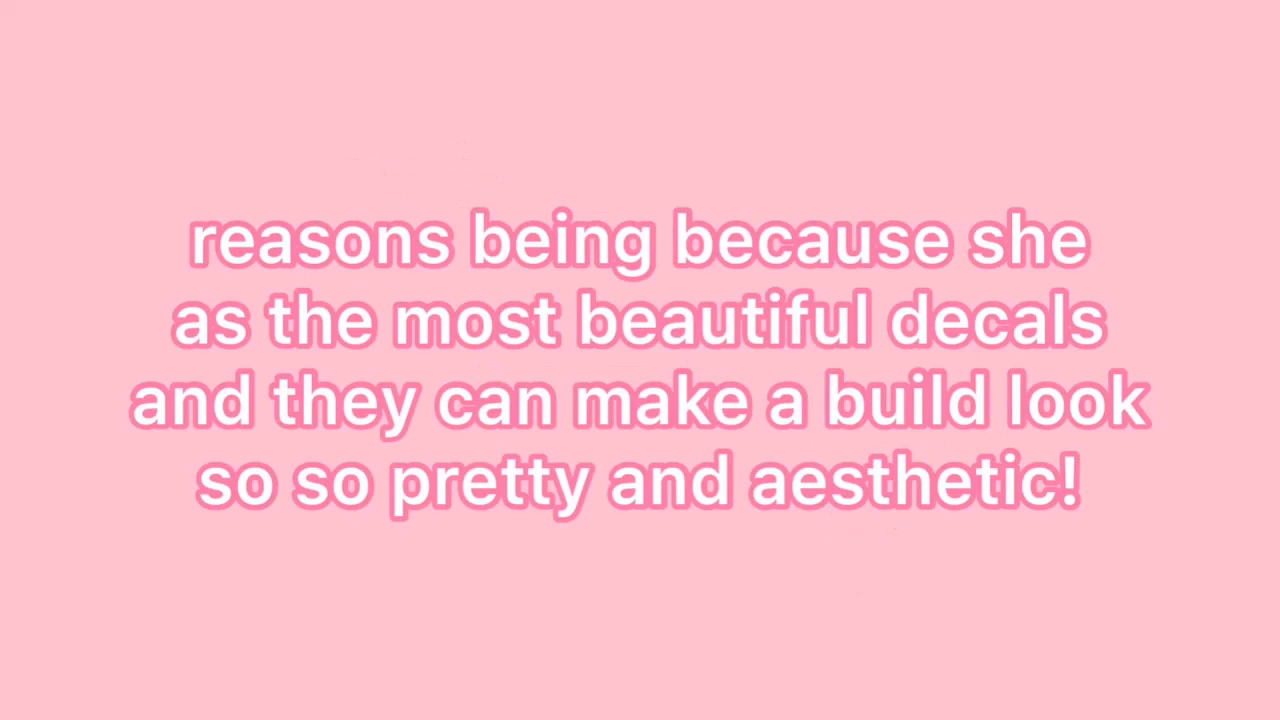 reasons being because she
as the most beautiful decals
and they can make a build look
so so pretty and aesthetic!